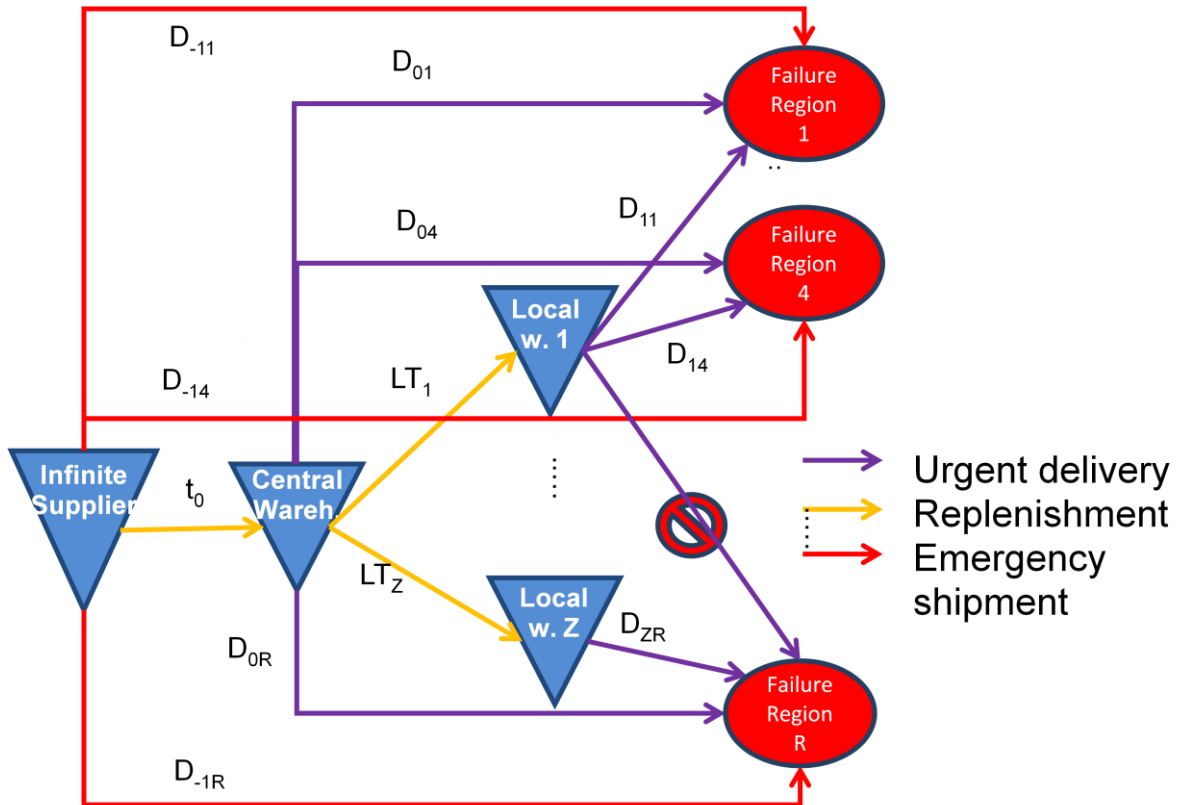 D-11
D01
Failure
Region
1
..
D11
D04
Failure
Region
4
Local
w. 1
D14
D-14
LT1
Infinite
Supplier
t0
Central
Wareh.
.....
Urgent delivery
Replenishment
Emergency
shipment
......
LTZ
Local
w. Z
DZR
D0R
Failure
Region
R
D-1R